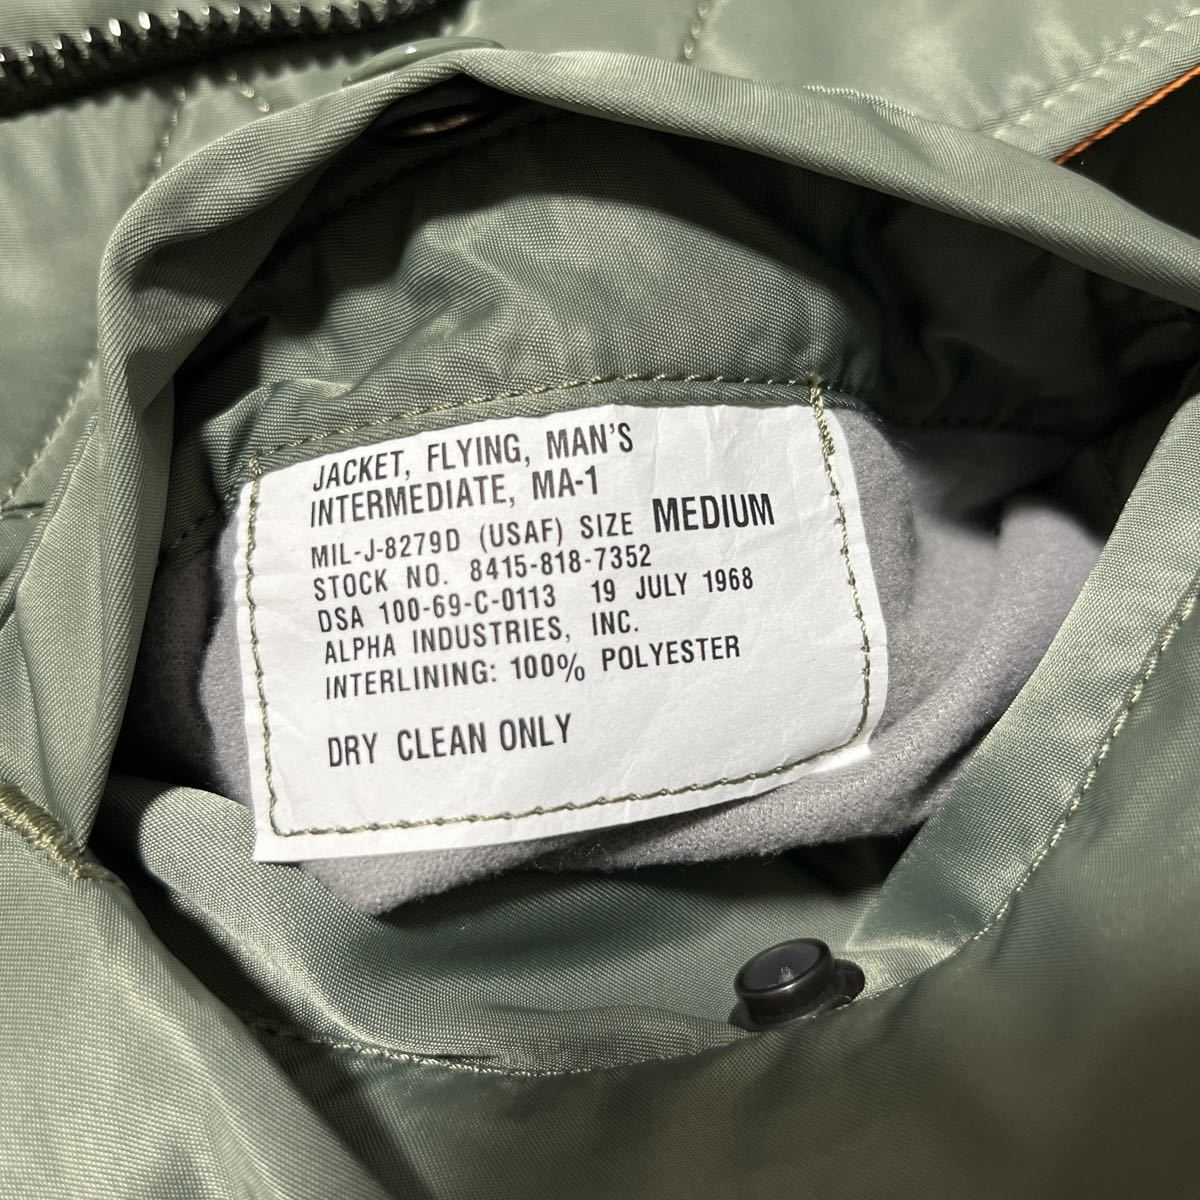 JACKET, FLYING, MAN'S
INTERMEDIATE, MA-1
MIL-J-8279D (USAF) SIZE MEDIUM
STOCK NO. 8415-818-7352
DSA 100-69-C-0113 19 JULY 1968
ALPHA INDUSTRIES, INC.
INTERLINING: 100% POLYESTER
DRY CLEAN ONLY